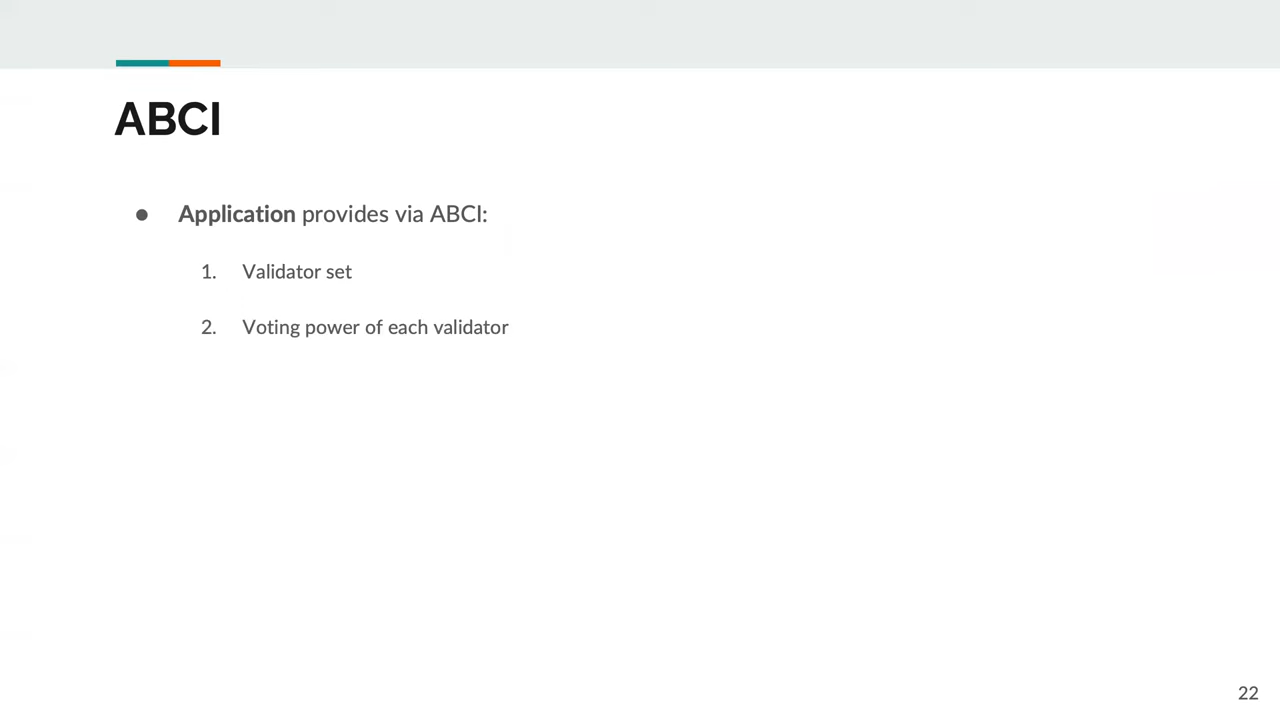 ABCI
● Application provides via ABCI:
1. Validator set
2. Voting power of each validator
22